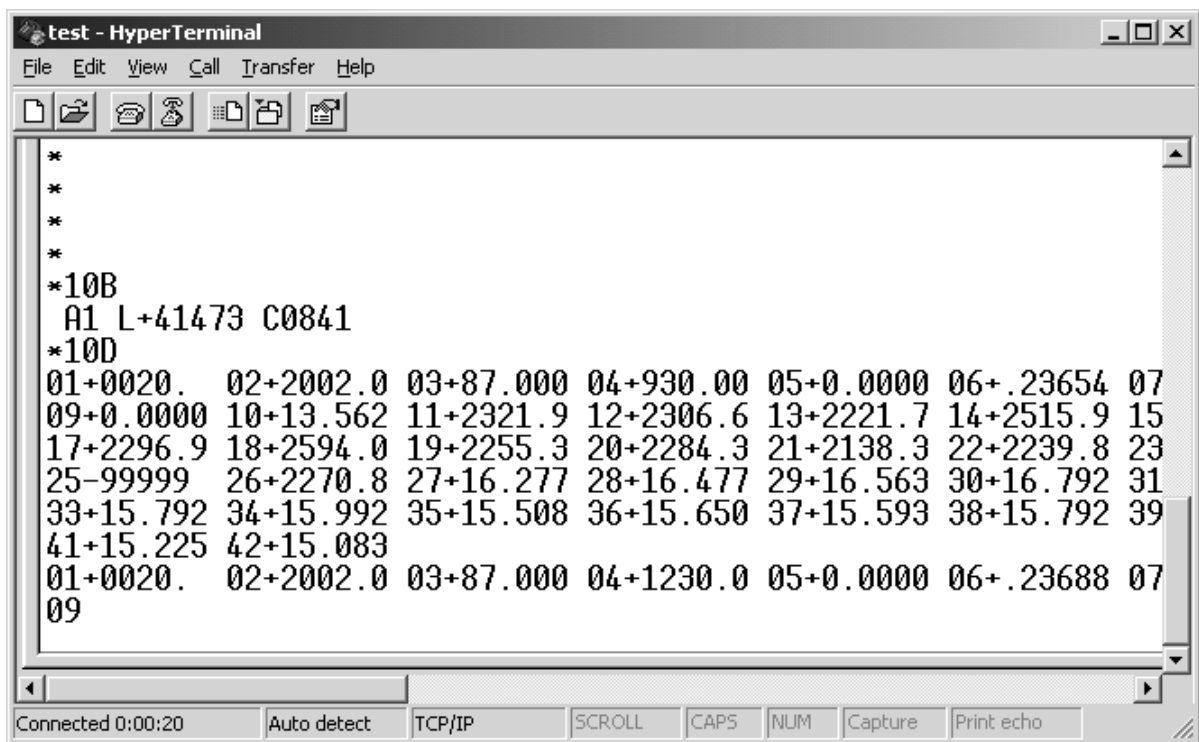 test - HyperTerminal
File Edit View Call Transfer Help
*
*
*
*
*10B
A1 L+41473 C0841
*10D
01+0020. 02+2002.0 03+87.000 04+930.00 05+0.0000 06+.23654 07
09+0.0000 10+13.562 11+2321.9 12+2306.6 13+2221.7 14+2515.9 15
17+2296.9 18+2594.0 19+2255.3 20+2284.3 21+2138.3 22+2239.8 23
25-99999 26+2270.8 27+16.277 28+16.477 29+16.563 30+16.792 31
33+15.792 34+15.992 35+15.508 36+15.650 37+15.593 38+15.792 39
41+15.225 42+15.083
01+0020. 02+2002.0 03+87.000 04+1230.0 05+0.0000 06+.23688 07
09
Connected 0:00:20 Auto detect TCP/IP SCROLL CAPS NUM Capture Print echo